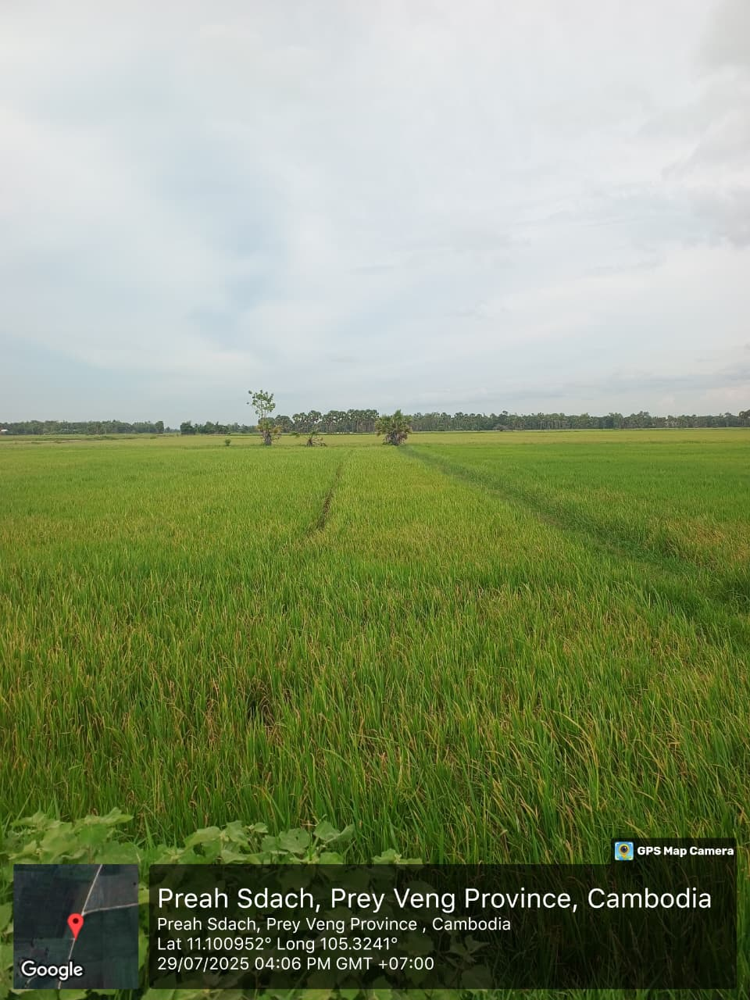 GPS Map Camera
Preah Sdach, Prey Veng Province, Cambodia
Preah Sdach, Prey Veng Province , Cambodia
Lat 11.100952° Long 105.3241°
29/07/2025 04:06 PM GMT +07:00
Google